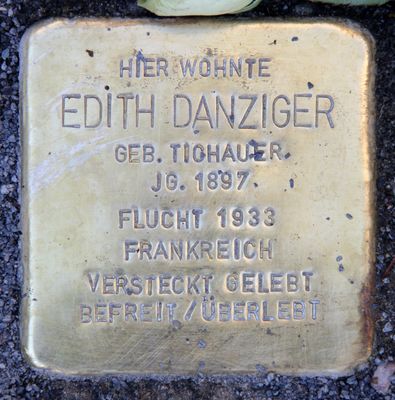 HIER WOHNTE
EDITH DANZIGER
GEB. TICHAUER
JG. 1897
FLUCHT 1933
FRANKREICH
VERSTECKT GELEBT
BEFREIT / ÜBERLEBT